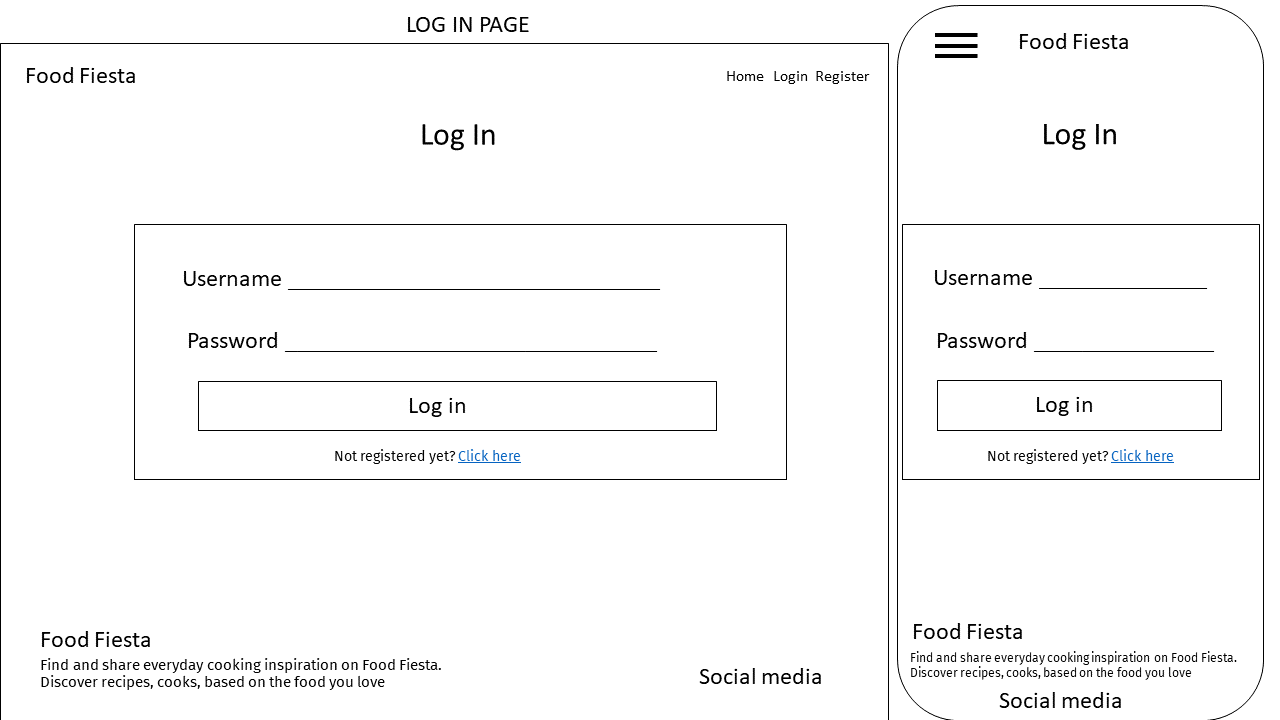 LOG IN PAGE
Food Fiesta
Home Login Register
Log In
Username
Password
Log in
Not registered yet? Click here
Food Fiesta
Find and share everyday cooking inspiration on Food Fiesta.
Discover recipes, cooks, based on the food you love
Social media
Food Fiesta
Log In
Username
Password
Log in
Not registered yet? Click here
Food Fiesta
Find and share everyday cooking inspiration on Food Fiesta.
Discover recipes, cooks, based on the food you love
Social media